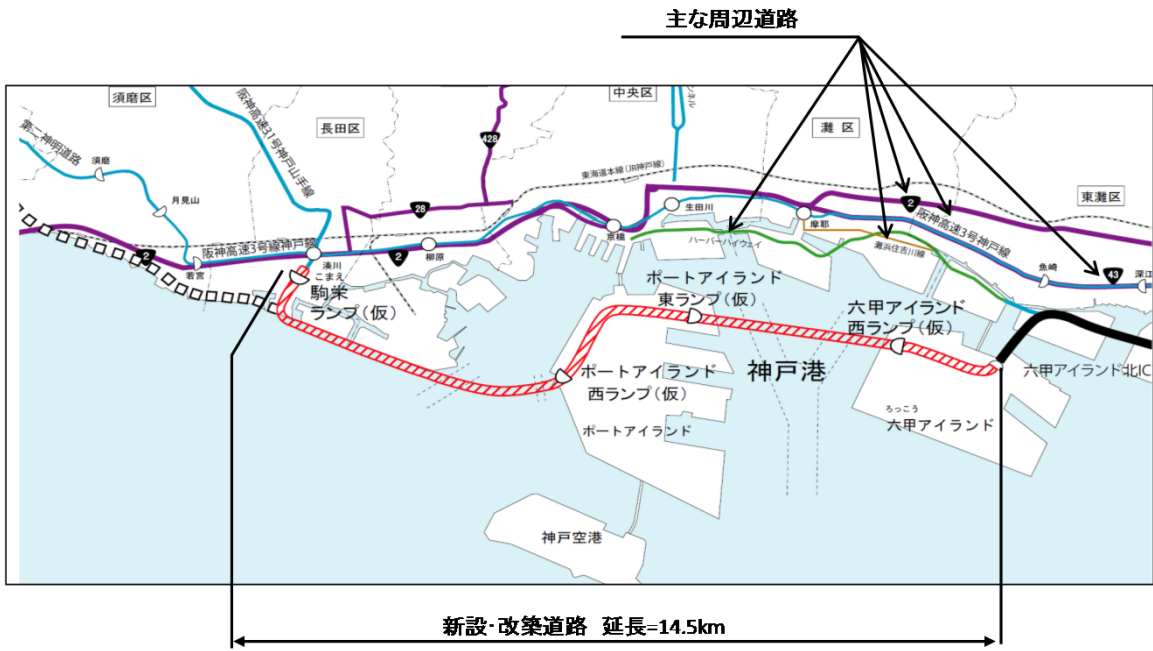 主な周辺道路
須磨区
長田区
中央区
灘 区
東灘区
阪神高速31号神戸山手線
第二神明道路
須磨
月見山
428
28
東海道本線(JR神戸線)
生田川
摩耶
2
阪神高速3号神戸線
ハーバーハイウェイ
灘浜住吉川線
魚崎
43
深江
阪神高速3号神戸線
2
若宮
湊川
2
柳原
京橋
こまえ
駒栄
ランプ(仮)
ポートアイランド
東ランプ(仮)
六甲アイランド
西ランプ(仮)
ポートアイランド
西ランプ(仮)
神戸港
六甲アイランド北IC
ろっこう
六甲アイランド
ポートアイランド
神戸空港
新設・改築道路 延長=14.5km